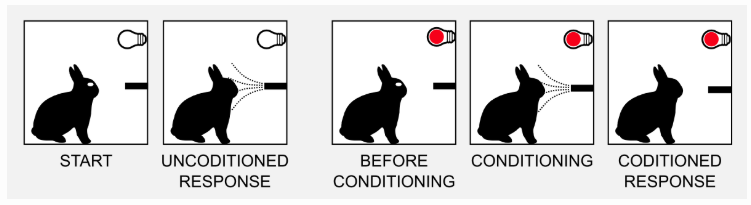 START
UNCODITIONED
RESPONSE
BEFORE
CONDITIONING
CONDITIONING
CODITIONED
RESPONSE